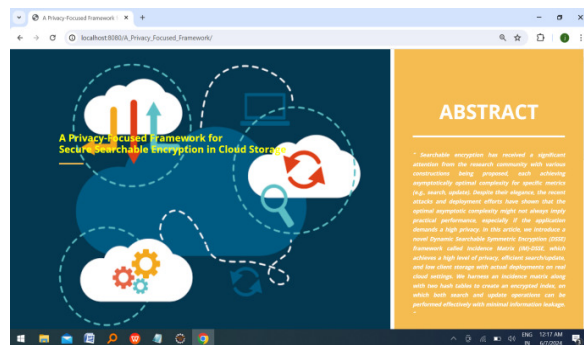 A Privacy-Focused Framework f
localhost:8080/A_Privacy_Focused_Framework/
A Privacy-Focused Framework for
Secure Searchable Encryption in Cloud Storage
ABSTRACT
" Searchable encryption has received a significant
attention from the research community with various
constructions being proposed, each achieving
asymptotically optimal complexity for specific metrics
(e.g., search, update). Despite their elegance, the recent
attacks and deployment efforts have shown that the
optimal asymptotic complexity might not always imply
practical performance, especially if the application
demands a high privacy. In this article, we introduce a
novel Dynamic Searchable Symmetric Encryption (DSSE)
framework called Incidence Matrix (IM)-DSSE, which
achieves a high level of privacy, efficient search/update,
and low client storage with actual deployments on real
cloud settings. We harness an incidence matrix along
with two hash tables to create an encrypted index, on
which both search and update operations can be
performed effectively with minimal information leakage.
"
ENG 12:17 AM
IN 6/7/2024